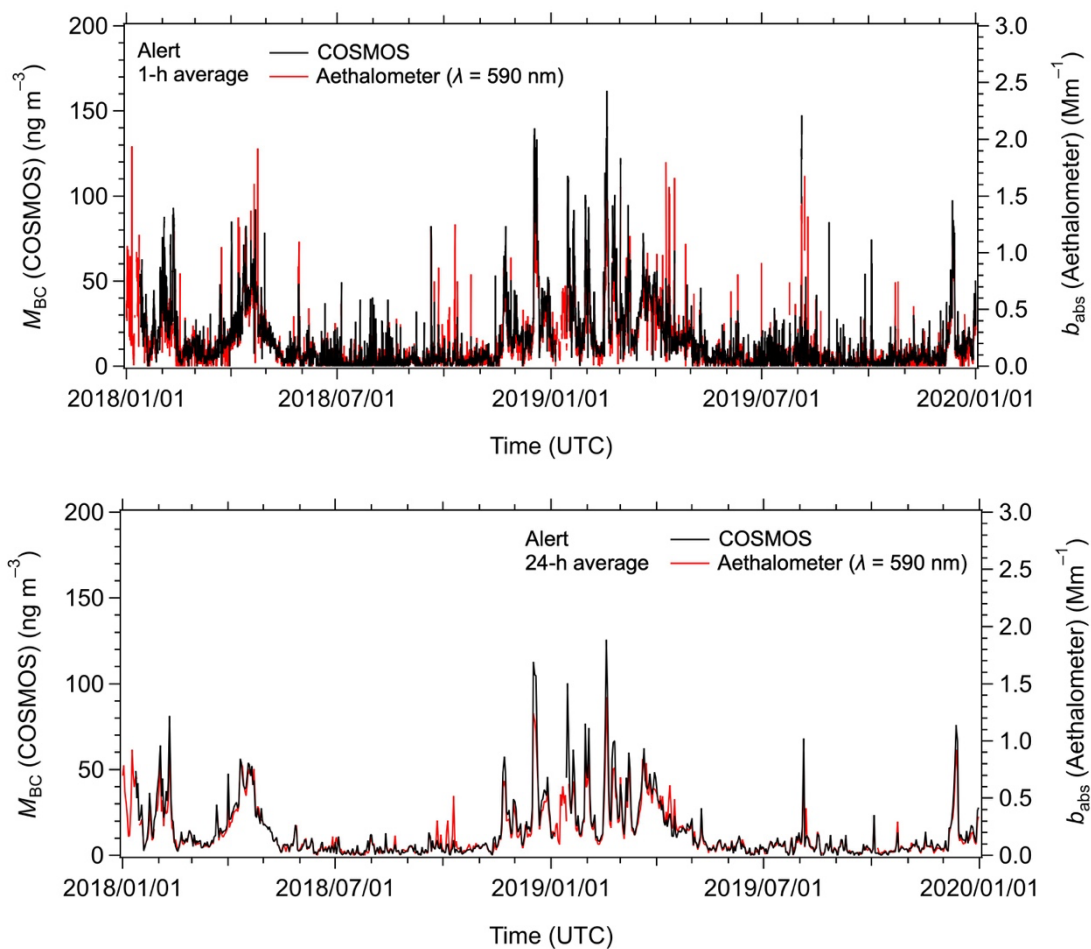 200
150
100
50
0
M_BC (COSMOS) (ng m⁻³)
Alert
1-h average
COSMOS
Aethalometer (λ = 590 nm)
3.0
2.5
2.0
1.5
1.0
0.5
0.0
b_abs (Aethalometer) (Mm⁻¹)
2018/01/01 2018/07/01 2019/01/01 2019/07/01 2020/01/01
Time (UTC)
200
150
100
50
0
M_BC (COSMOS) (ng m⁻³)
Alert
24-h average
COSMOS
Aethalometer (λ = 590 nm)
3.0
2.5
2.0
1.5
1.0
0.5
0.0
b_abs (Aethalometer) (Mm⁻¹)
2018/01/01 2018/07/01 2019/01/01 2019/07/01 2020/01/01
Time (UTC)